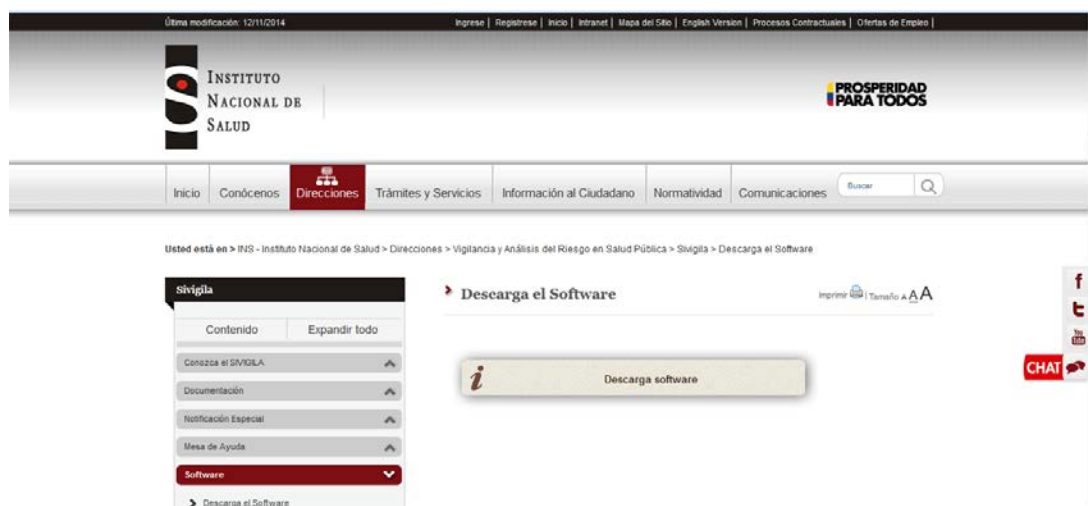 Última modificación: 12/11/2014
Ingrese | Registrese | Inicio | Intranet | Mapa del Sitio | English Version | Procesos Contractuales | Ofertas de Empleo |
INSTITUTO
NACIONAL DE
SALUD
PROSPERIDAD
PARA TODOS
Inicio Conócenos Direcciones Trámites y Servicios Información al Ciudadano Normatividad Comunicaciones Buscar
Usted está en > INS - Instituto Nacional de Salud > Direcciones > Vigilancia y Análisis del Riesgo en Salud Pública > Sivigila > Descarga el Software
Sivigila
Contenido Expandir todo
Conozca el SIVIGILA
Documentación
Notificación Especial
Mesa de Ayuda
Software
Descarga el Software
Descarga el Software
Imprimir | Tamaño A A A
i Descarga software
f
t
You Tube
CHAT